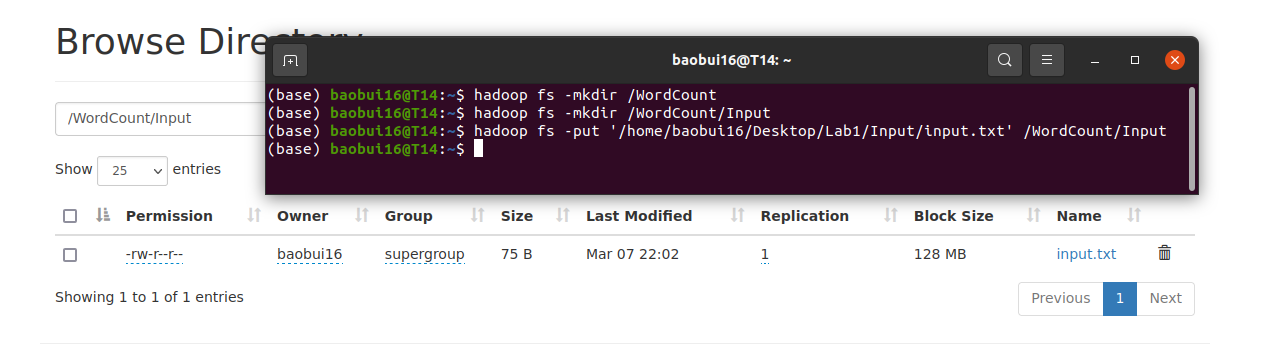 Browse Directory
baobui16@T14: ~
(base) baobui16@T14:~$ hadoop fs -mkdir /WordCount
(base) baobui16@T14:~$ hadoop fs -mkdir /WordCount/Input
(base) baobui16@T14:~$ hadoop fs -put '/home/baobui16/Desktop/Lab1/Input/input.txt' /WordCount/Input
(base) baobui16@T14:~$
/WordCount/Input
Show 25 entries
Permission Owner Group Size Last Modified Replication Block Size Name
-rw-r--r-- baobui16 supergroup 75 B Mar 07 22:02 1 128 MB input.txt
Showing 1 to 1 of 1 entries
Previous 1 Next